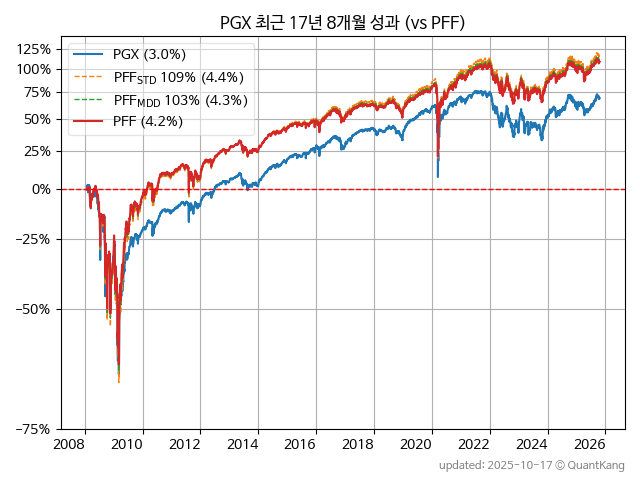 PGX 최근 17년 8개월 성과 (vs PFF)
PGX (3.0%)
PFF_STD 109% (4.4%)
PFF_MDD 103% (4.3%)
PFF (4.2%)
125%
100%
75%
50%
25%
0%
−25%
−50%
−75%
2008 2010 2012 2014 2016 2018 2020 2022 2024 2026
updated: 2025-10-17 © QuantKang